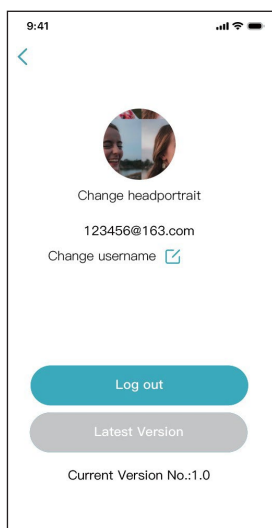 9:41
Change headportrait
123456@163.com
Change username
Log out
Latest Version
Current Version No.:1.0